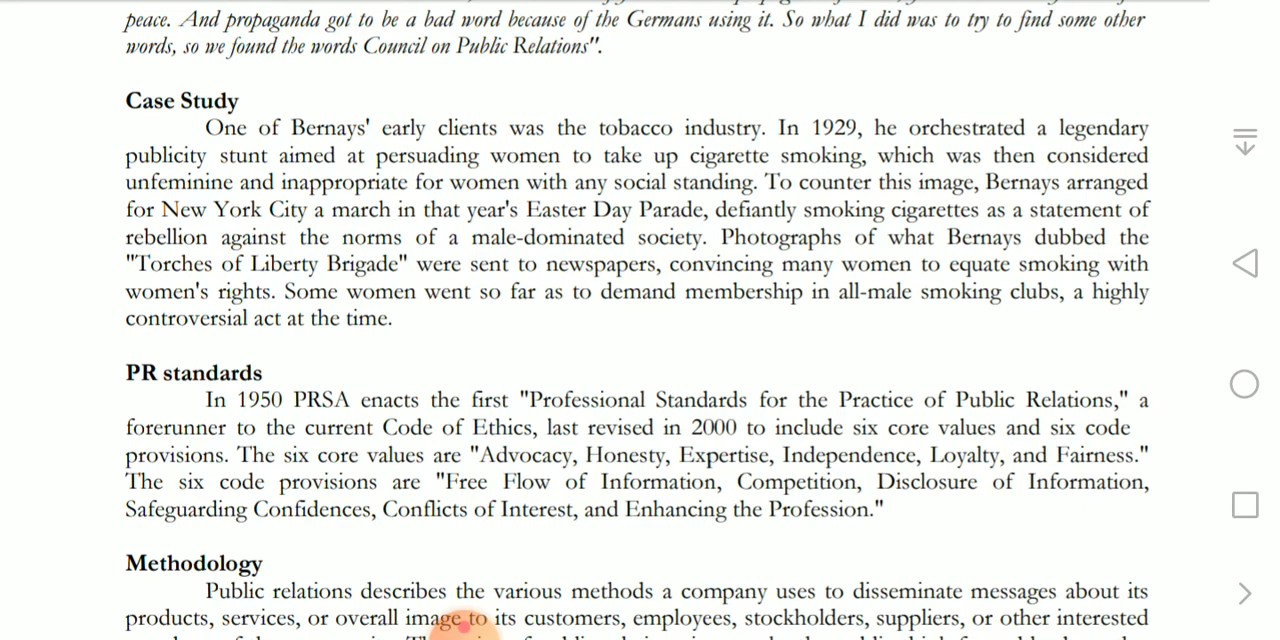 peace. And propaganda got to be a bad word because of the Germans using it. So what I did was to try to find some other
words, so we found the words Council on Public Relations".
Case Study
One of Bernays' early clients was the tobacco industry. In 1929, he orchestrated a legendary
publicity stunt aimed at persuading women to take up cigarette smoking, which was then considered
unfeminine and inappropriate for women with any social standing. To counter this image, Bernays arranged
for New York City a march in that year's Easter Day Parade, defiantly smoking cigarettes as a statement of
rebellion against the norms of a male-dominated society. Photographs of what Bernays dubbed the
"Torches of Liberty Brigade" were sent to newspapers, convincing many women to equate smoking with
women's rights. Some women went so far as to demand membership in all-male smoking clubs, a highly
controversial act at the time.
PR standards
In 1950 PRSA enacts the first "Professional Standards for the Practice of Public Relations," a
forerunner to the current Code of Ethics, last revised in 2000 to include six core values and six code
provisions. The six core values are "Advocacy, Honesty, Expertise, Independence, Loyalty, and Fairness."
The six code provisions are "Free Flow of Information, Competition, Disclosure of Information,
Safeguarding Confidences, Conflicts of Interest, and Enhancing the Profession."
Methodology
Public relations describes the various methods a company uses to disseminate messages about its
products, services, or overall image to its customers, employees, stockholders, suppliers, or other interested